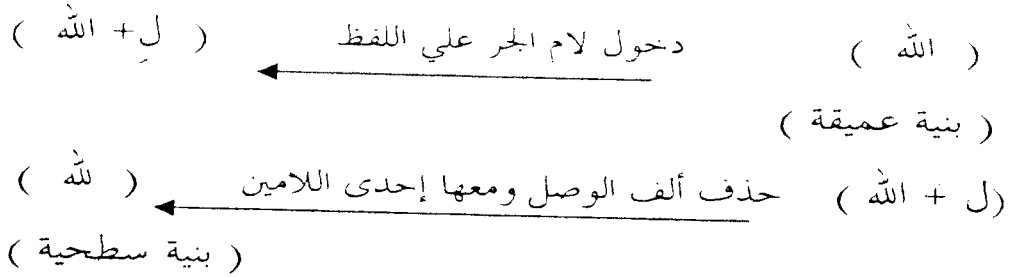 ( الله ) دخول لام الجر علي اللفظ ( لِ+ الله )
( بنية عميقة )
(ل + الله ) حذف ألف الوصل ومعها إحدى اللامين ( لله )
( بنية سطحية )